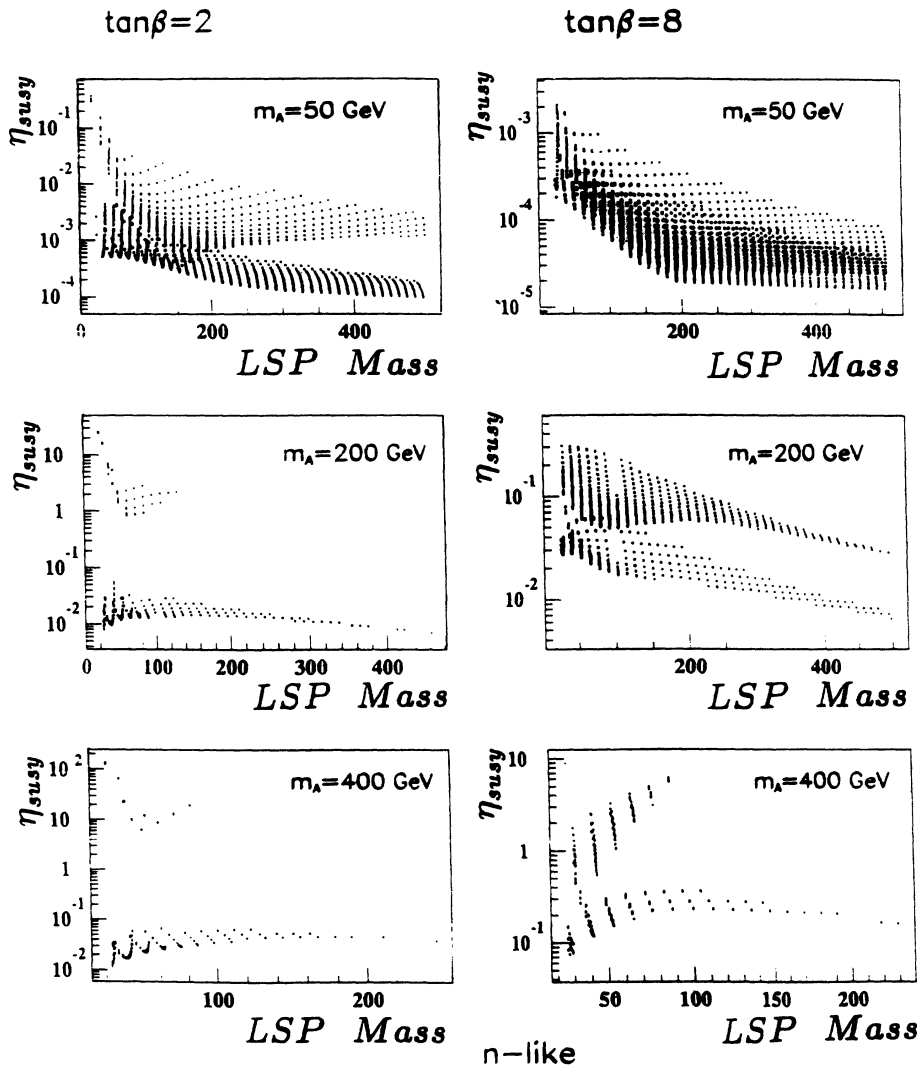 tanβ=2
tanβ=8
η_susy
10^-1
10^-2
10^-3
10^-4
m_A=50 GeV
0
200
400
LSP Mass
η_susy
10^-3
10^-4
10^-5
m_A=50 GeV
200
400
LSP Mass
η_susy
10
1
10^-1
10^-2
m_A=200 GeV
0
100
200
300
400
LSP Mass
η_susy
10^-1
10^-2
m_A=200 GeV
200
400
LSP Mass
η_susy
10^2
10
1
10^-1
10^-2
m_A=400 GeV
100
200
LSP Mass
η_susy
10
1
10^-1
m_A=400 GeV
50
100
150
200
LSP Mass
n-like